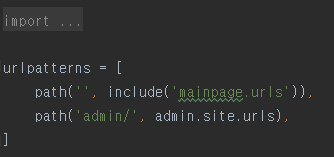 import ...
urlpatterns = [
    path('', include('mainpage.urls')),
    path('admin/', admin.site.urls),
]